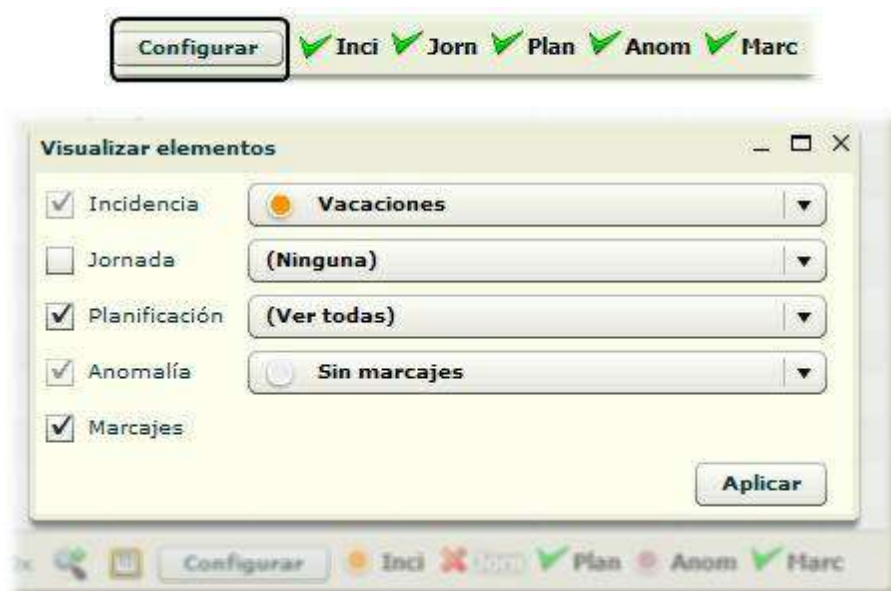 Configurar Inci Jorn Plan Anom Marc
Visualizar elementos
Incidencia Vacaciones
Jornada (Ninguna)
Planificación (Ver todas)
Anomalía Sin marcajes
Marcajes
Aplicar
Configurar Inci Jorn Plan Anom Marc